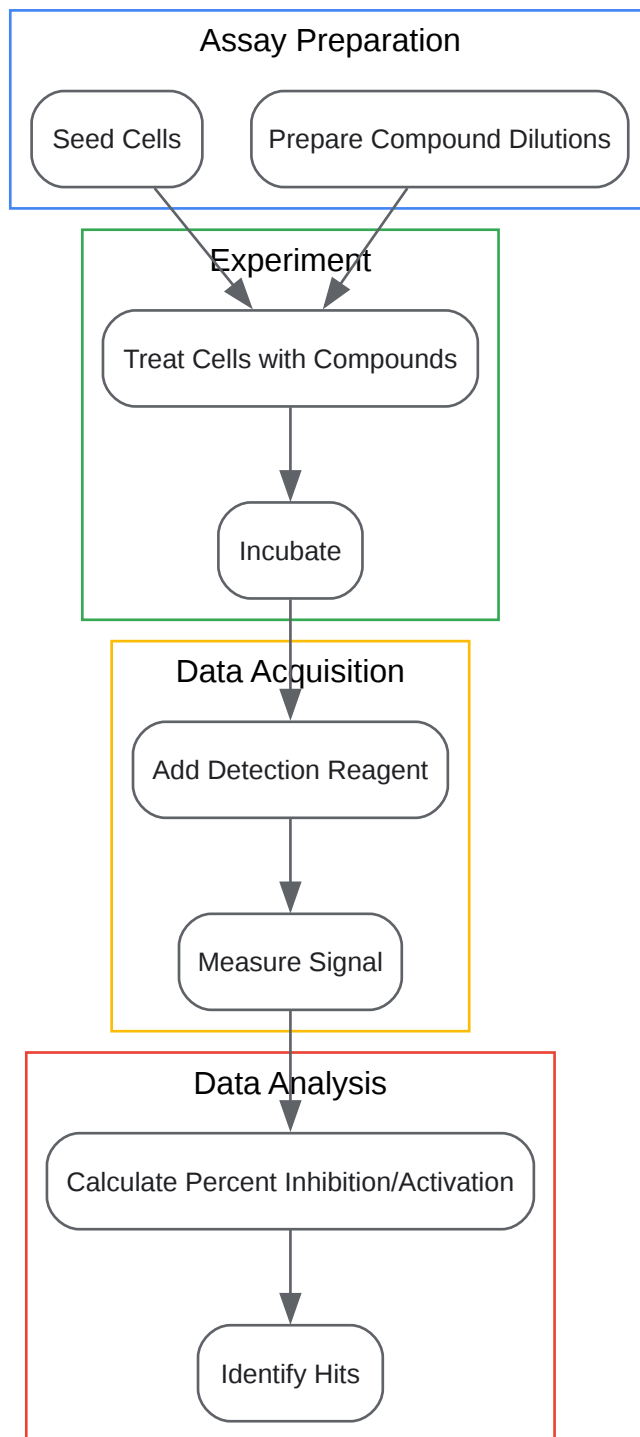 Assay Preparation
Seed Cells
Prepare Compound Dilutions
Experiment
Treat Cells with Compounds
Incubate
Data Acquisition
Add Detection Reagent
Measure Signal
Data Analysis
Calculate Percent Inhibition/Activation
Identify Hits